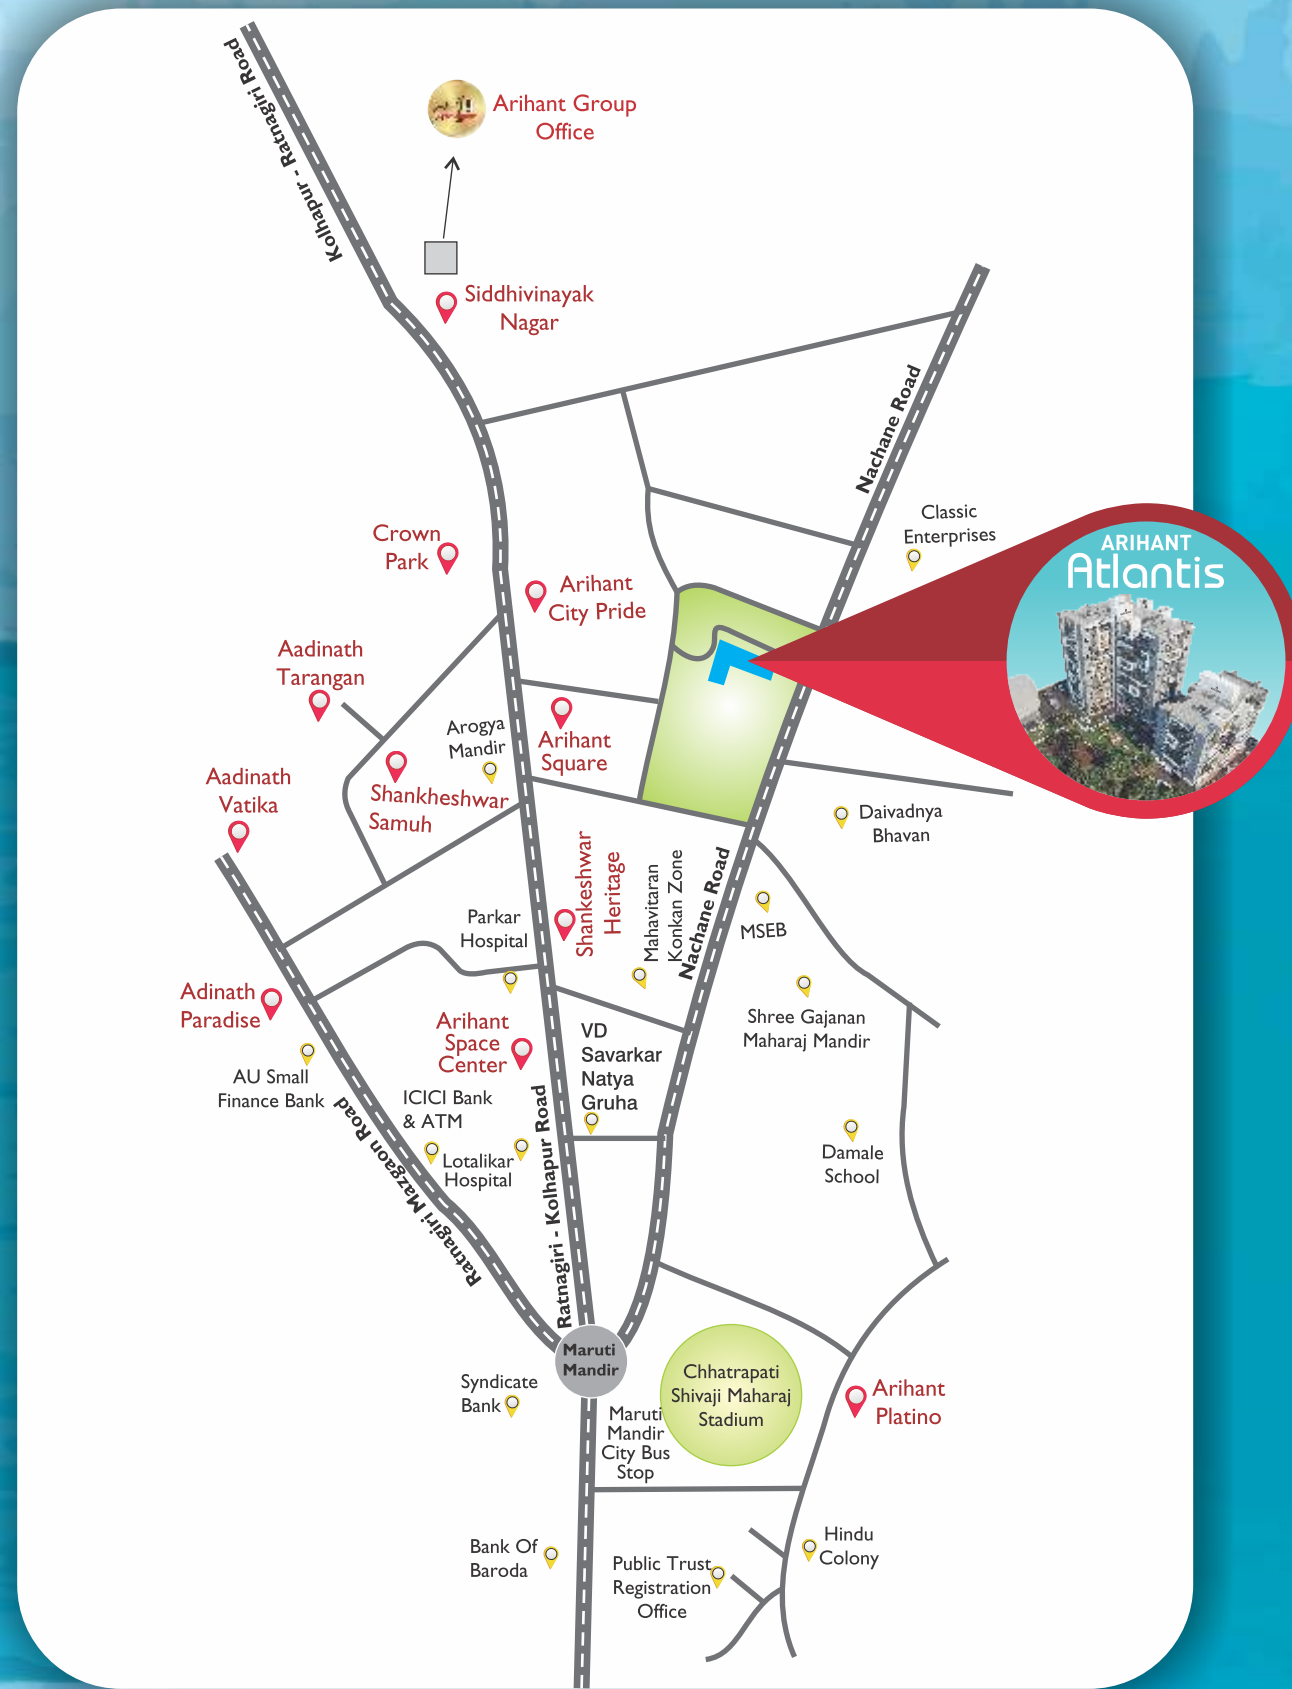 Kolhapur - Ratnagiri Road
Arihant Group
Office
Siddhivinayak
Nagar
Nachane Road
Classic
Enterprises
ARIHANT
Atlantis
Crown
Park
Arihant
City Pride
Aadinath
Tarangan
Arogya
Mandir
Arihant
Square
Aadinath
Vatika
Shankheshwar
Samuh
Daivadnya
Bhavan
Shankeshwar
Heritage
Mahavitaran
Konkan Zone
Nachane Road
MSEB
Parkar
Hospital
Adinath
Paradise
Arihant
Space
Center
VD
Savarkar
Natya
Gruha
Shree Gajanan
Maharaj Mandir
AU Small
Finance Bank
ICICI Bank
& ATM
Lotalikar
Hospital
Damale
School
Ratnagiri Mazgaon Road
Ratnagiri - Kolhapur Road
Maruti
Mandir
Syndicate
Bank
Chhatrapati
Shivaji Maharaj
Stadium
Arihant
Platino
Maruti
Mandir
City Bus
Stop
Bank Of
Baroda
Public Trust
Registration
Office
Hindu
Colony